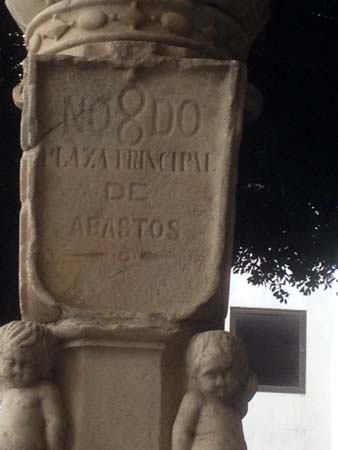 NO8DO
PLAZA PRINCIPAL
DE
ABASTOS